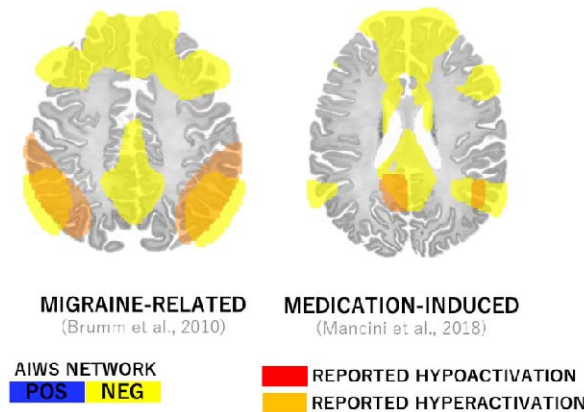 MIGRAINE-RELATED
(Brumm et al., 2010)
MEDICATION-INDUCED
(Mancini et al., 2018)
AIWS NETWORK
POS NEG
REPORTED HYPOACTIVATION
REPORTED HYPERACTIVATION